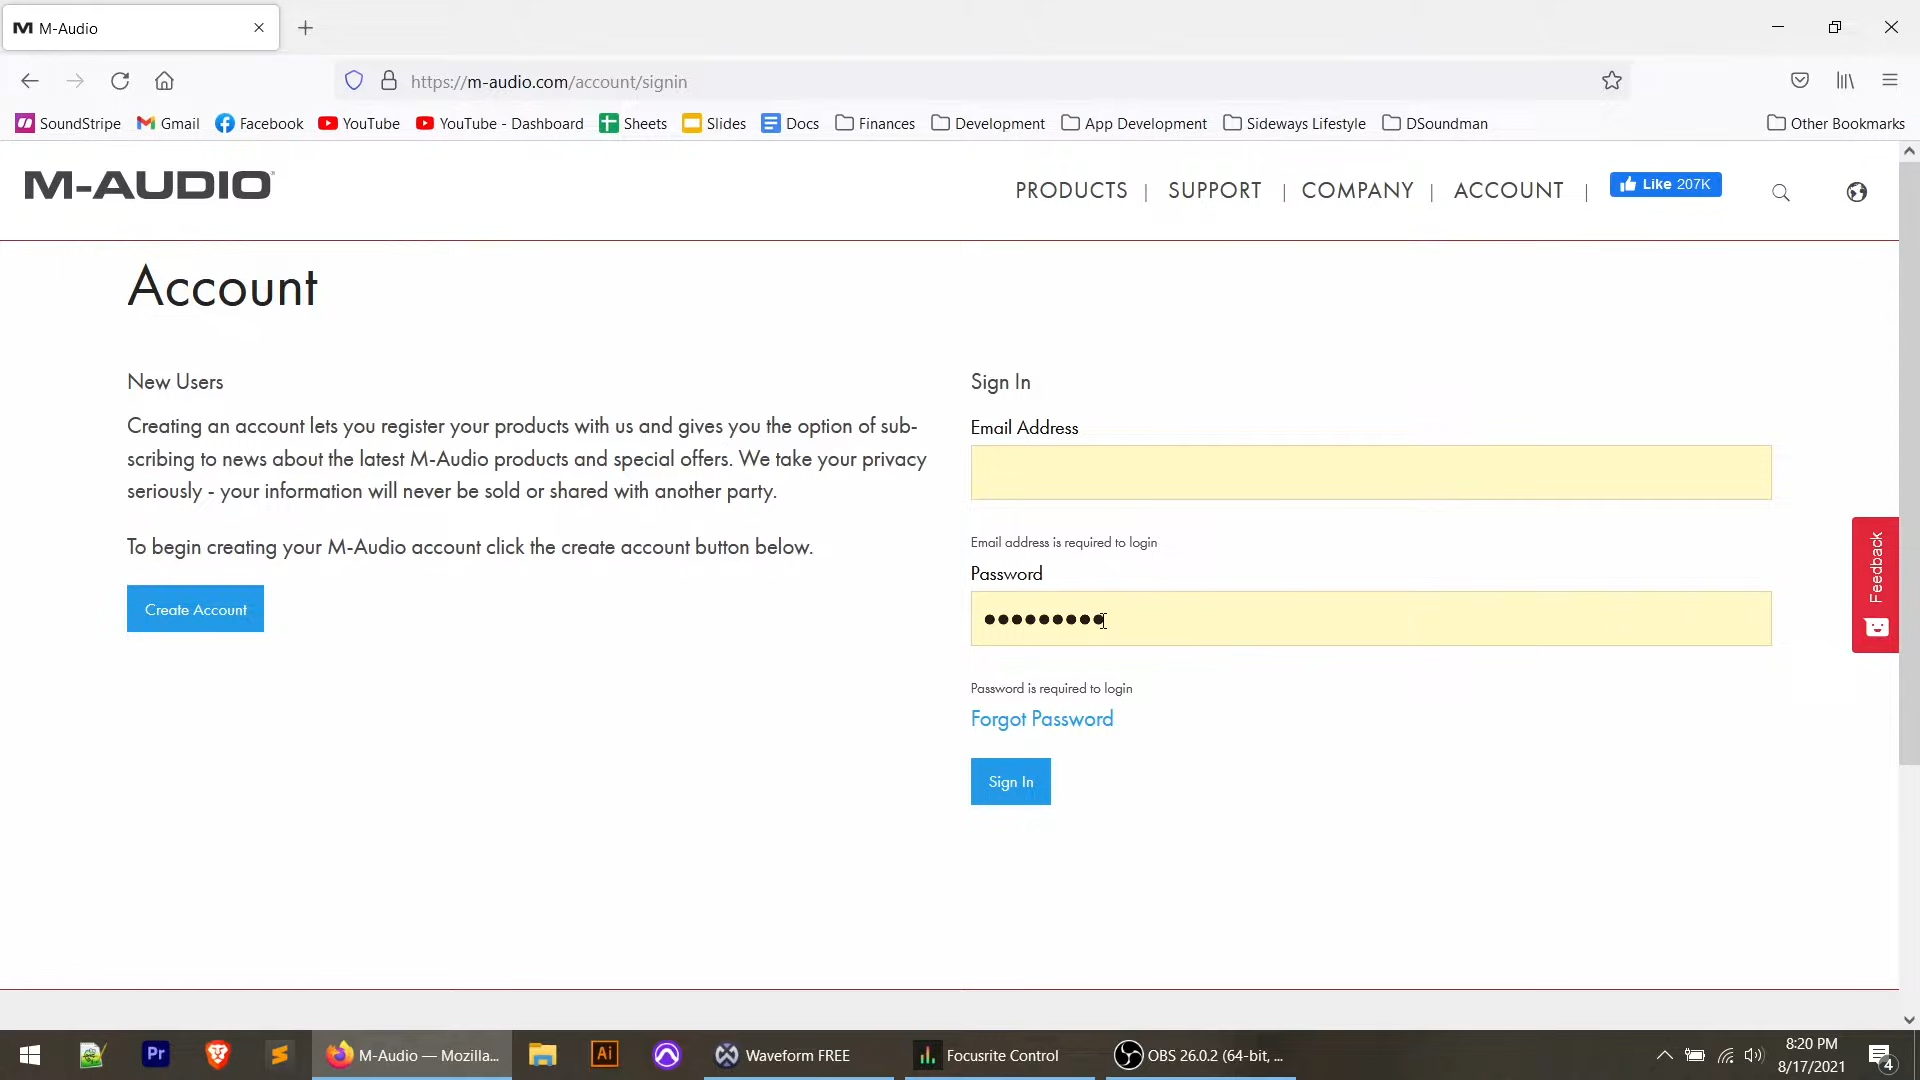 M M-Audio
https://m-audio.com/account/signin
SoundStripe Gmail Facebook YouTube YouTube - Dashboard Sheets Slides Docs Finances Development App Development Sideways Lifestyle DSoundman Other Bookmarks
M-AUDIO
PRODUCTS | SUPPORT | COMPANY | ACCOUNT | Like 207K
Account
New Users
Creating an account lets you register your products with us and gives you the option of sub-
scribing to news about the latest M-Audio products and special offers. We take your privacy
seriously - your information will never be sold or shared with another party.
To begin creating your M-Audio account click the create account button below.
Create Account
Sign In
Email Address
Email address is required to login
Password
Password is required to login
Forgot Password
Sign In
Feedback
Pr
M-Audio — Mozilla...
Ai
Waveform FREE
Focusrite Control
OBS 26.0.2 (64-bit, ...
8:20 PM
8/17/2021
4